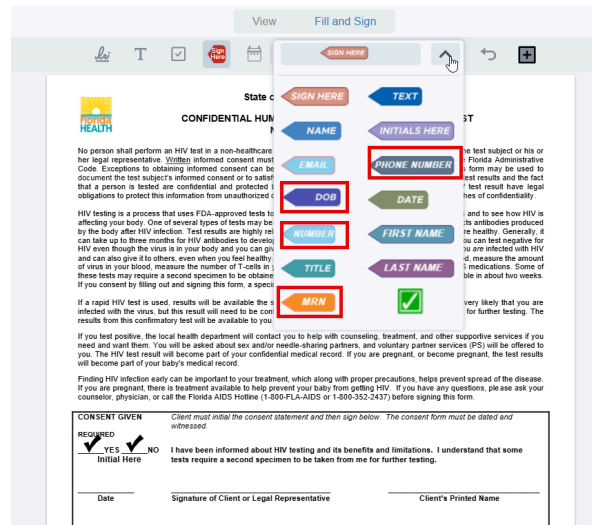 View Fill and Sign
T Sign Here SIGN HERE
State o
CONFIDENTIAL HUM ST
N
Florida
HEALTH
SIGN HERE TEXT
NAME INITIALS HERE
EMAIL PHONE NUMBER
DOB DATE
NUMBER FIRST NAME
TITLE LAST NAME
MRN
No person shall perform an HIV test in a non-healthcare ne test subject or his or
her legal representative. Written informed consent must Florida Administrative
Code. Exceptions to obtaining informed consent can be s form may be used to
document the test subject's informed consent or to satisf test results and the fact
that a person is tested are confidential and protected test result have legal
obligations to protect this information from unauthorized d hes of confidentiality.
HIV testing is a process that uses FDA-approved tests to and to see how HIV is
affecting your body. One of several types of tests may be cts antibodies produced
by the body after HIV infection. Test results are highly rel re healthy. Generally, it
can take up to three months for HIV antibodies to develop ou can test negative for
HIV even though the virus is in your body and you can giv ou are infected with HIV
and can also give it to others, even when you feel healthy. d, measure the amount
of virus in your blood, measure the number of T-cells in y S medications. Some of
these tests may require a second specimen to be obtaine ble in about two weeks.
If you consent by filling out and signing this form, a speci
If a rapid HIV test is used, results will be available the s very likely that you are
infected with the virus, but this result will need to be con for further testing. The
results from this confirmatory test will be available to you
If you test positive, the local health department will contact you to help with counseling, treatment, and other supportive services if you
need and want them. You will be asked about sex and/or needle-sharing partners, and voluntary partner services (PS) will be offered to
you. The HIV test result will become part of your confidential medical record. If you are pregnant, or become pregnant, the test results
will become part of your baby's medical record.
Finding HIV infection early can be important to your treatment, which along with proper precautions, helps prevent spread of the disease.
If you are pregnant, there is treatment available to help prevent your baby from getting HIV. If you have any questions, please ask your
counselor, physician, or call the Florida AIDS Hotline (1-800-FLA-AIDS or 1-800-352-2437) before signing this form.
CONSENT GIVEN Client must initial the consent statement and then sign below. The consent form must be dated and
witnessed.
REQUIRED
YES NO I have been informed about HIV testing and its benefits and limitations. I understand that some
Initial Here tests require a second specimen to be taken from me for further testing.
Date Signature of Client or Legal Representative Client's Printed Name